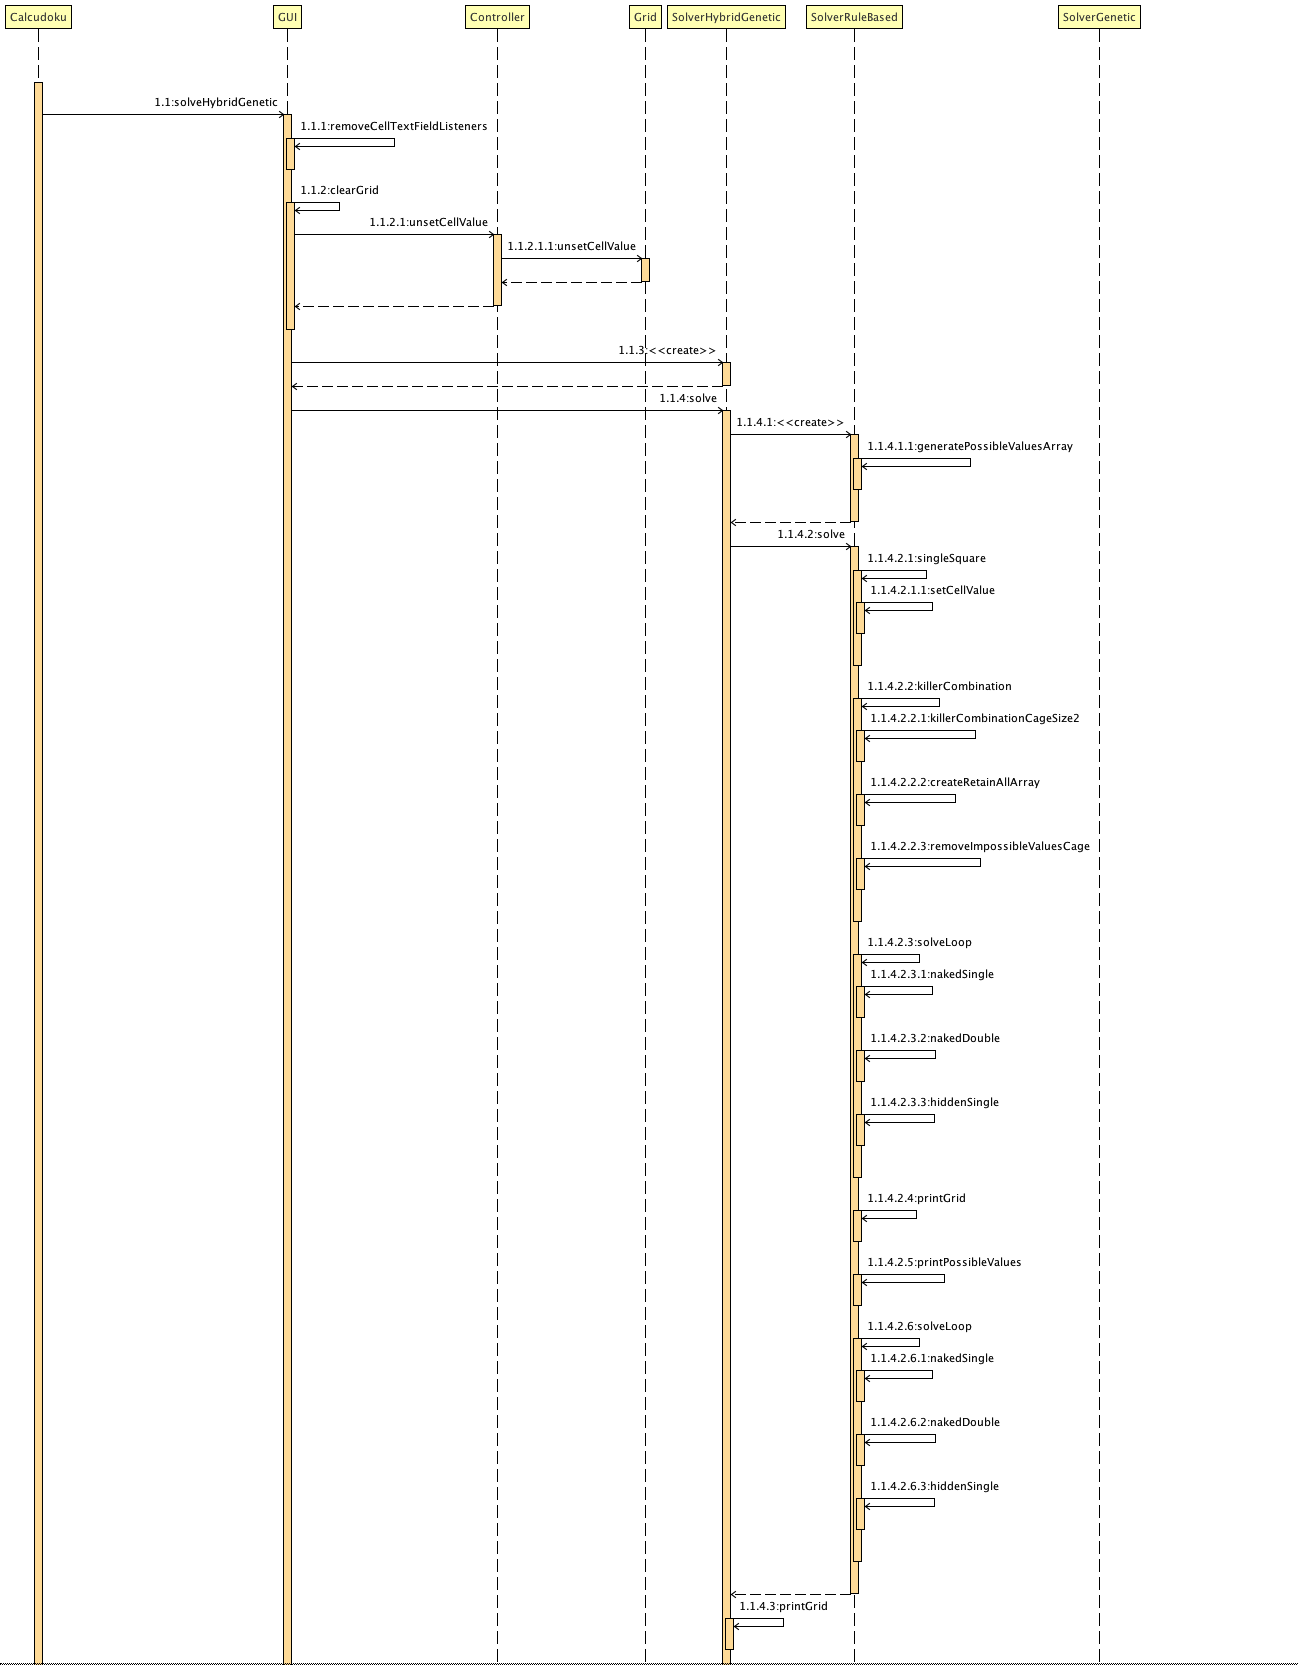 Calcudoku
GUI
Controller
Grid
SolverHybridGenetic
SolverRuleBased
SolverGenetic
1.1:solveHybridGenetic
1.1.1:removeCellTextFieldListeners
1.1.2:clearGrid
1.1.2.1:unsetCellValue
1.1.2.1.1:unsetCellValue
1.1.3:<<create>>
1.1.4:solve
1.1.4.1:<<create>>
1.1.4.1.1:generatePossibleValuesArray
1.1.4.2:solve
1.1.4.2.1:singleSquare
1.1.4.2.1.1:setCellValue
1.1.4.2.2:killerCombination
1.1.4.2.2.1:killerCombinationCageSize2
1.1.4.2.2.2:createRetainAllArray
1.1.4.2.2.3:removeImpossibleValuesCage
1.1.4.2.3:solveLoop
1.1.4.2.3.1:nakedSingle
1.1.4.2.3.2:nakedDouble
1.1.4.2.3.3:hiddenSingle
1.1.4.2.4:printGrid
1.1.4.2.5:printPossibleValues
1.1.4.2.6:solveLoop
1.1.4.2.6.1:nakedSingle
1.1.4.2.6.2:nakedDouble
1.1.4.2.6.3:hiddenSingle
1.1.4.3:printGrid